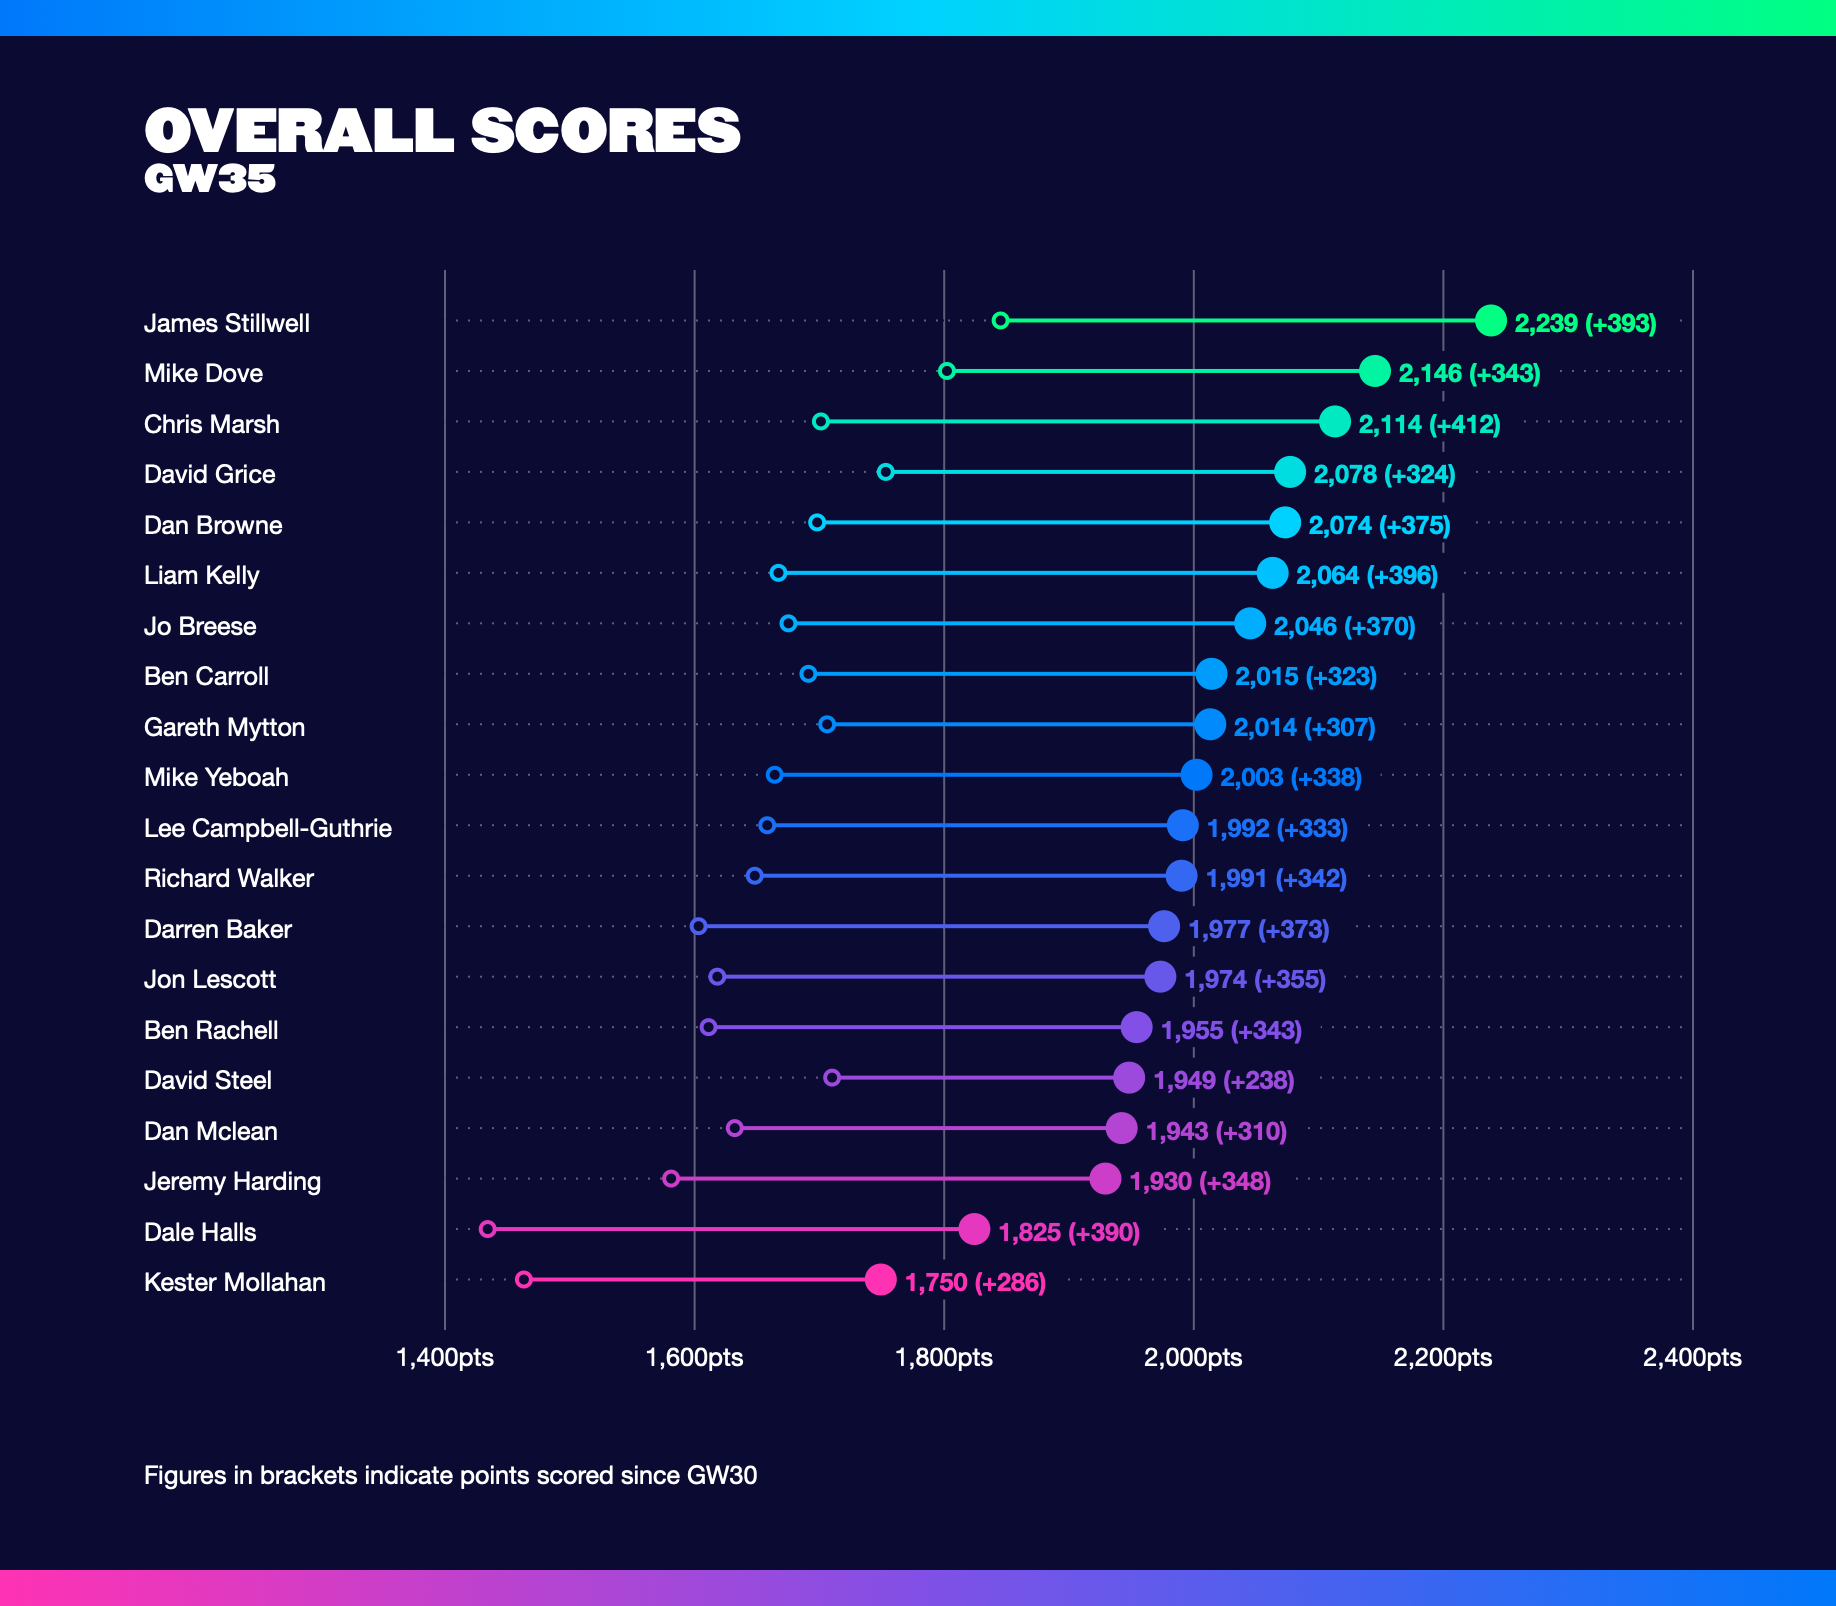 OVERALL SCORES
GW35
James Stillwell 2,239 (+393)
Mike Dove 2,146 (+343)
Chris Marsh 2,114 (+412)
David Grice 2,078 (+324)
Dan Browne 2,074 (+375)
Liam Kelly 2,064 (+396)
Jo Breese 2,046 (+370)
Ben Carroll 2,015 (+323)
Gareth Mytton 2,014 (+307)
Mike Yeboah 2,003 (+338)
Lee Campbell-Guthrie 1,992 (+333)
Richard Walker 1,991 (+342)
Darren Baker 1,977 (+373)
Jon Lescott 1,974 (+355)
Ben Rachell 1,955 (+343)
David Steel 1,949 (+238)
Dan Mclean 1,943 (+310)
Jeremy Harding 1,930 (+348)
Dale Halls 1,825 (+390)
Kester Mollahan 1,750 (+286)
1,400pts 1,600pts 1,800pts 2,000pts 2,200pts 2,400pts
Figures in brackets indicate points scored since GW30